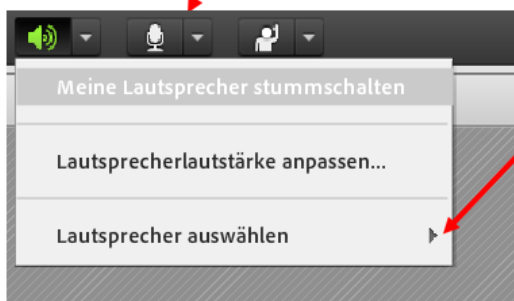 Meine Lautsprecher stummschalten
Lautsprecherlautstärke anpassen...
Lautsprecher auswählen